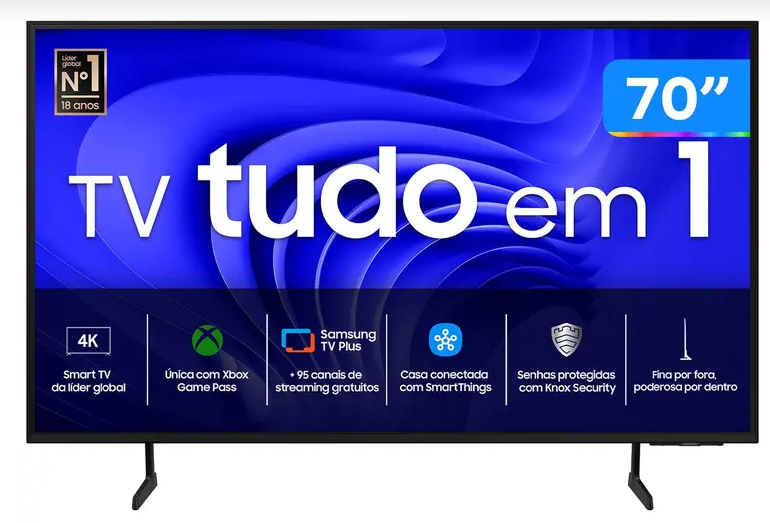 Líder
global
Nº1
18 anos
70”
TV tudo em 1
4K
Smart TV
da líder global
Única com Xbox
Game Pass
Samsung
TV Plus
+ 95 canais de
streaming gratuitos
Casa conectada
com SmartThings
Senhas protegidas
com Knox Security
Fina por fora,
poderosa por dentro